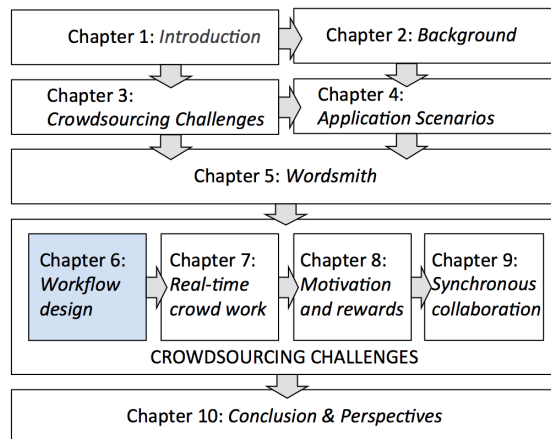 Chapter 1: Introduction
Chapter 2: Background
Chapter 3:
Crowdsourcing Challenges
Chapter 4:
Application Scenarios
Chapter 5: Wordsmith
Chapter 6:
Workflow
design
Chapter 7:
Real-time
crowd work
Chapter 8:
Motivation
and rewards
Chapter 9:
Synchronous
collaboration
CROWDSOURCING CHALLENGES
Chapter 10: Conclusion & Perspectives